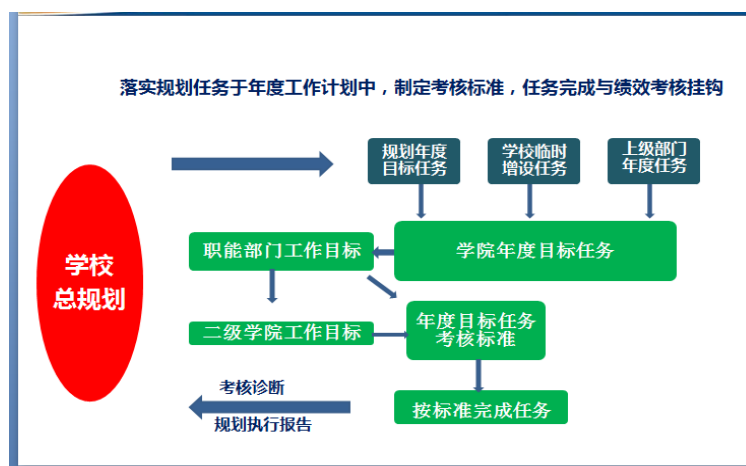 落实规划任务于年度工作计划中，制定考核标准，任务完成与绩效考核挂钩
规划年度
目标任务
学校临时
增设任务
上级部门
年度任务
学校
总规划
职能部门工作目标
学院年度目标任务
二级学院工作目标
年度目标任务
考核标准
考核诊断
规划执行报告
按标准完成任务